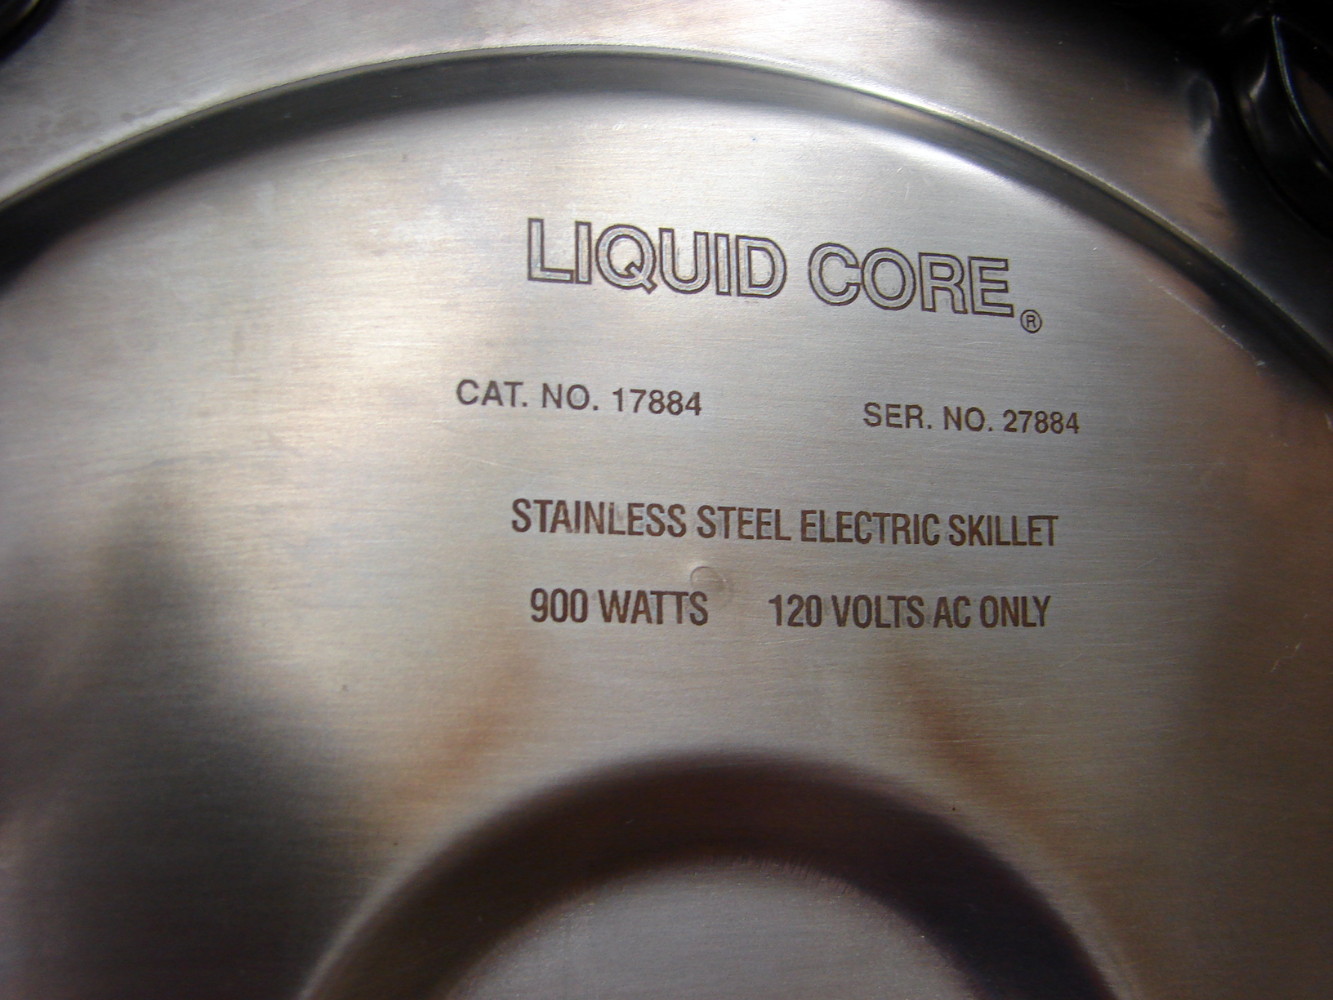 LIQUID CORE®
CAT. NO. 17884 SER. NO. 27884
STAINLESS STEEL ELECTRIC SKILLET
900 WATTS 120 VOLTS AC ONLY